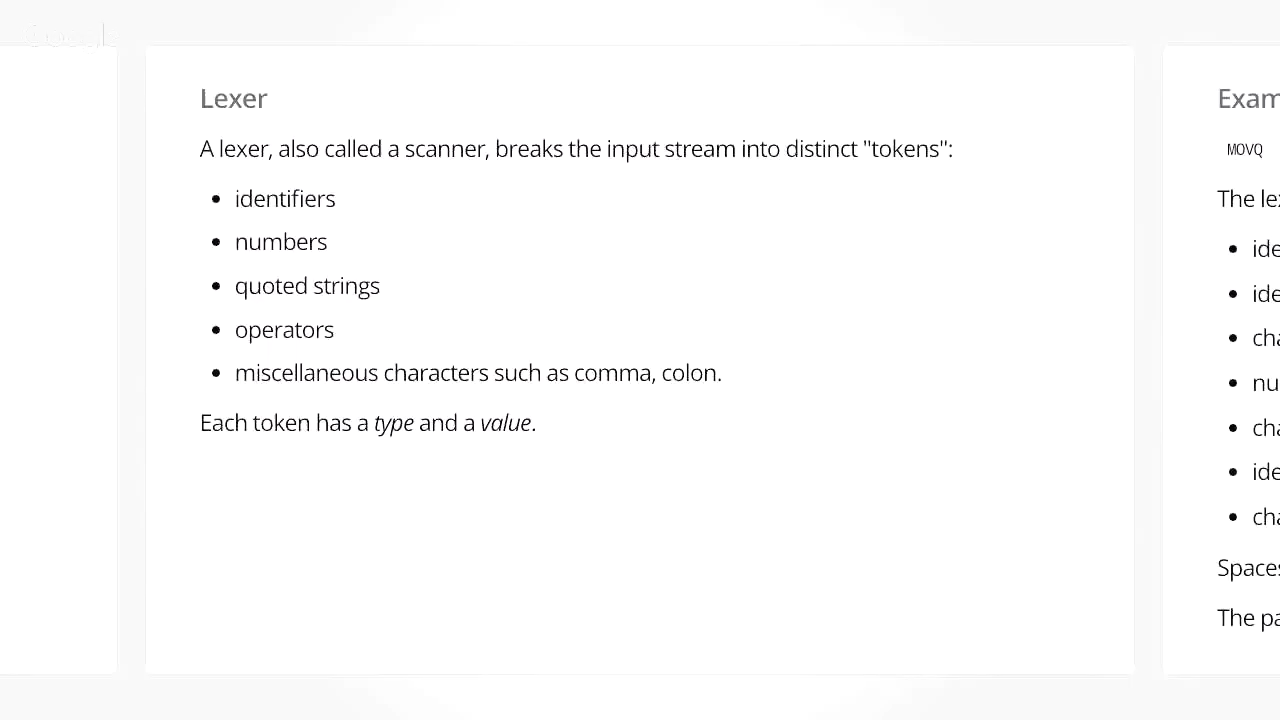 Lexer
A lexer, also called a scanner, breaks the input stream into distinct "tokens":
• identifiers
• numbers
• quoted strings
• operators
• miscellaneous characters such as comma, colon.
Each token has a type and a value.
MOVQ